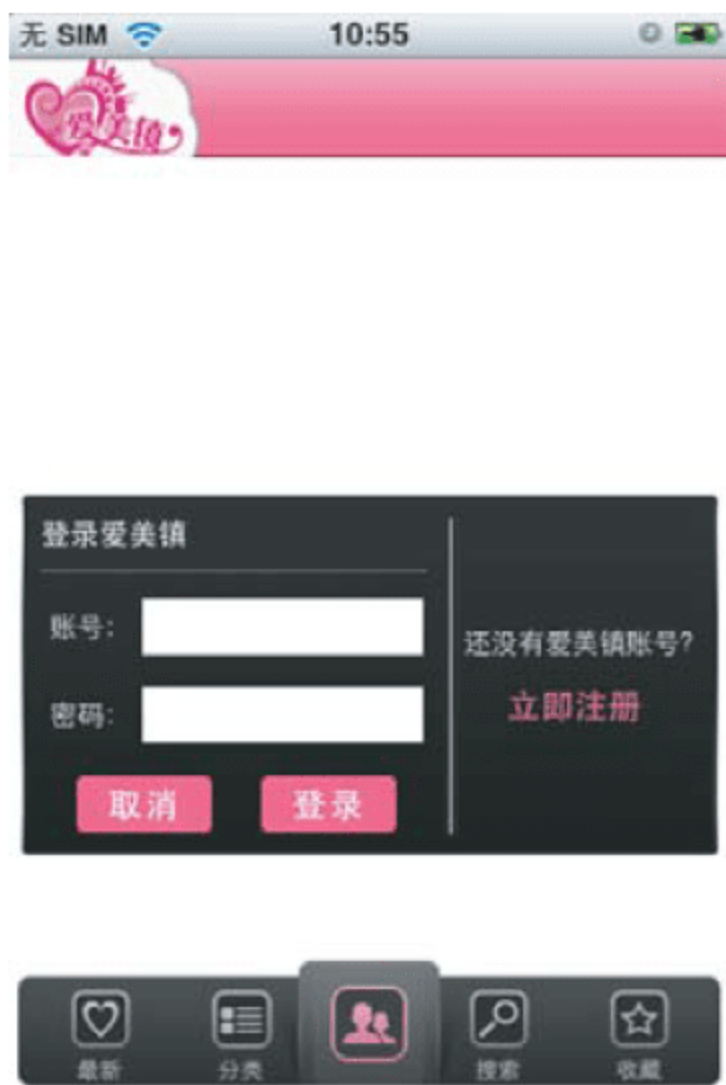 无 SIM 10:55
爱美镇
登录爱美镇
账号：
密码：
取消 登录
还没有爱美镇账号?
立即注册
最新 分类 搜索 收藏